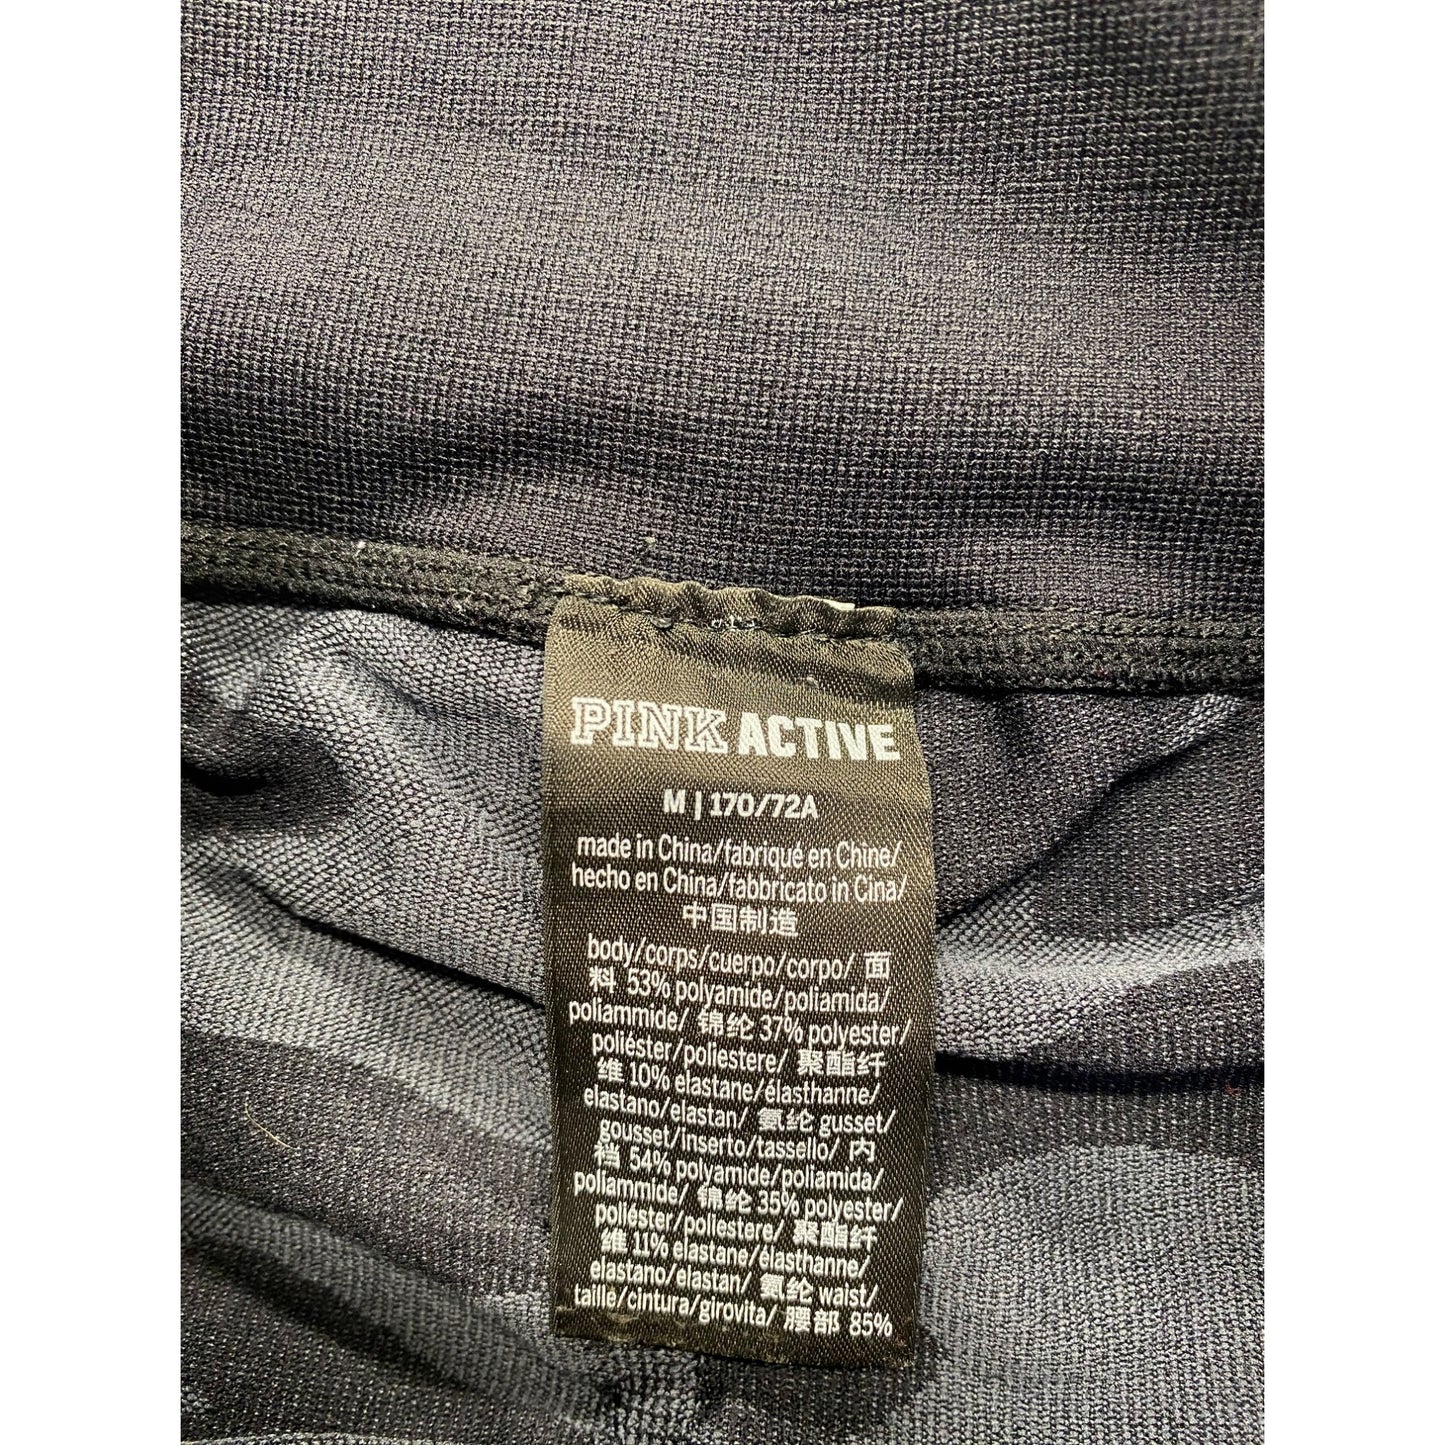 PINK ACTIVE
M | 170/72A
made in China/fabriqué en Chine/
hecho en China/fabbricato in Cina/
中国制造
body/corps/cuerpo/corpo/ 面
料 53% polyamide/poliamida/
poliammide/ 锦纶 37% polyester/
poliéster/poliestere/ 聚酯纤
维 10% elastane/élasthanne/
elastano/elastan/ 氨纶 gusset/
gousset/inserto/tassello/ 内
裆 54% polyamide/poliamida/
poliammide/ 锦纶 35% polyester/
poliéster/poliestere/ 聚酯纤
维 11% elastane/élasthanne/
elastano/elastan/ 氨纶 waist/
taille/cintura/girovita/ 腰部 85%